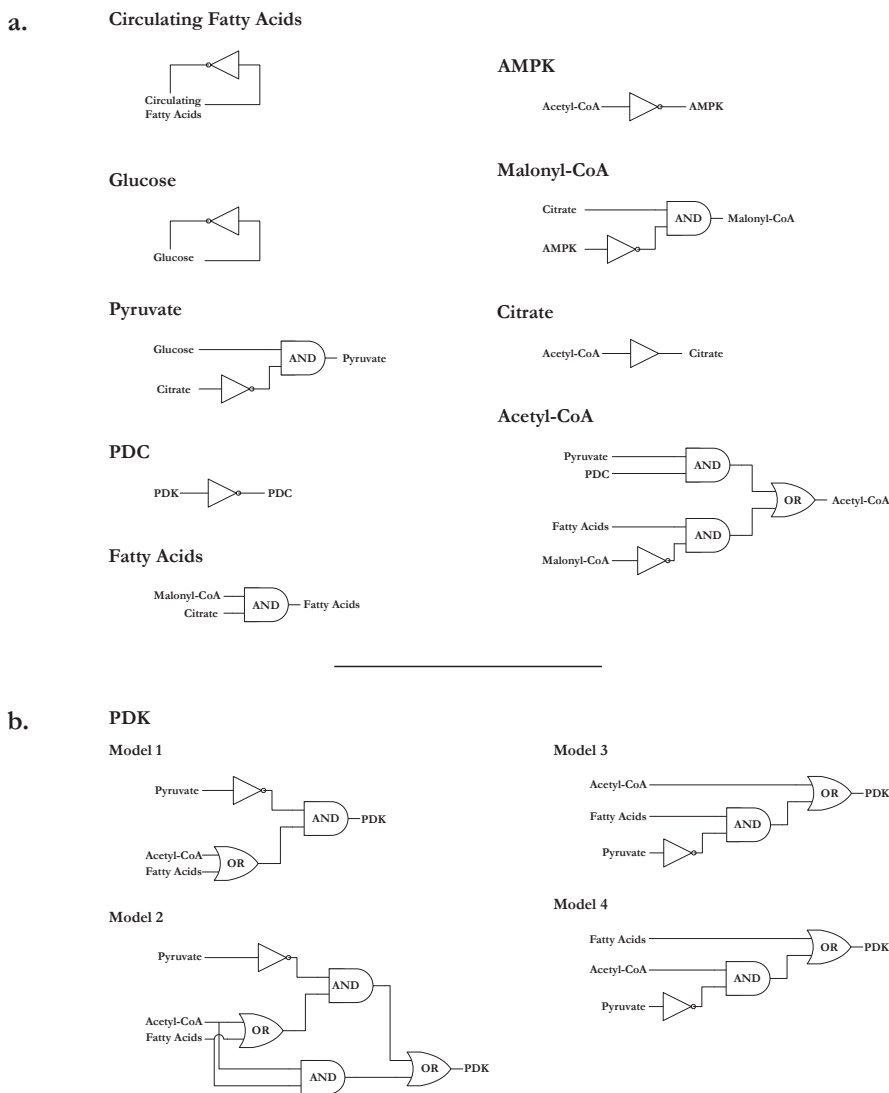 a.
Circulating Fatty Acids
Circulating
Fatty Acids
Glucose
Glucose
Pyruvate
Glucose
Citrate
AND
Pyruvate
PDC
PDK
PDC
Fatty Acids
Malonyl-CoA
Citrate
AND
Fatty Acids
AMPK
Acetyl-CoA
AMPK
Malonyl-CoA
Citrate
AMPK
AND
Malonyl-CoA
Citrate
Acetyl-CoA
Citrate
Acetyl-CoA
Pyruvate
PDC
AND
Fatty Acids
Malonyl-CoA
AND
OR
Acetyl-CoA
b.
PDK
Model 1
Pyruvate
Acetyl-CoA
Fatty Acids
OR
AND
PDK
Model 2
Pyruvate
AND
Acetyl-CoA
Fatty Acids
OR
AND
OR
PDK
Model 3
Acetyl-CoA
Fatty Acids
Pyruvate
AND
OR
PDK
Model 4
Fatty Acids
Acetyl-CoA
Pyruvate
AND
OR
PDK